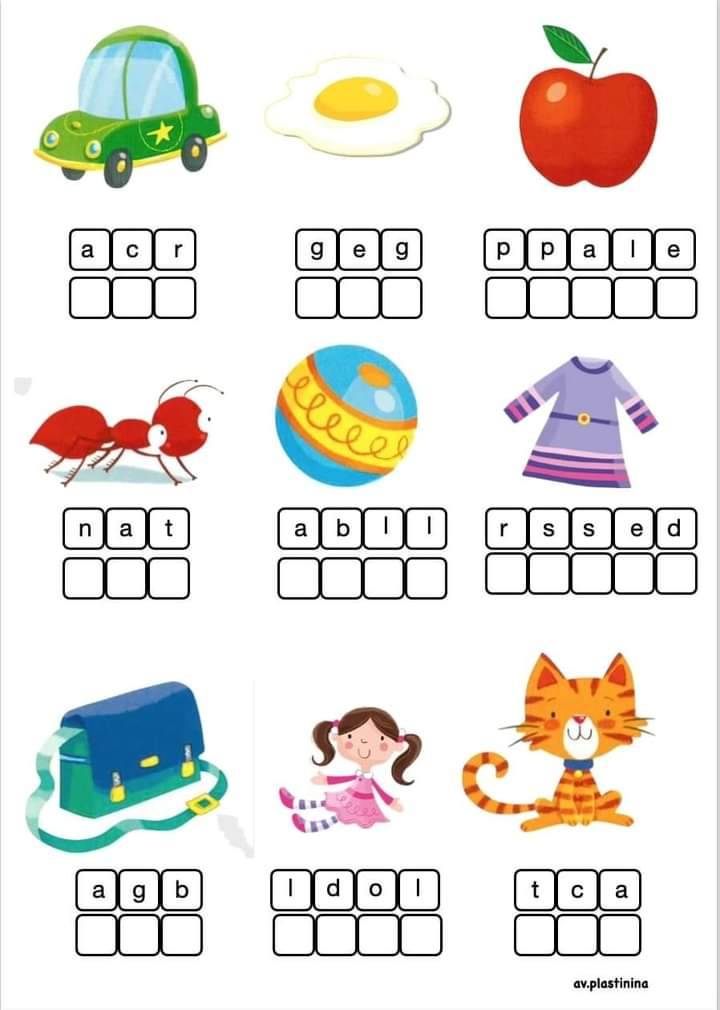 a c r
g e g
p p a l e
n a t
a b l l
r s s e d
a g b
l d o l
t c a
av.plastinina